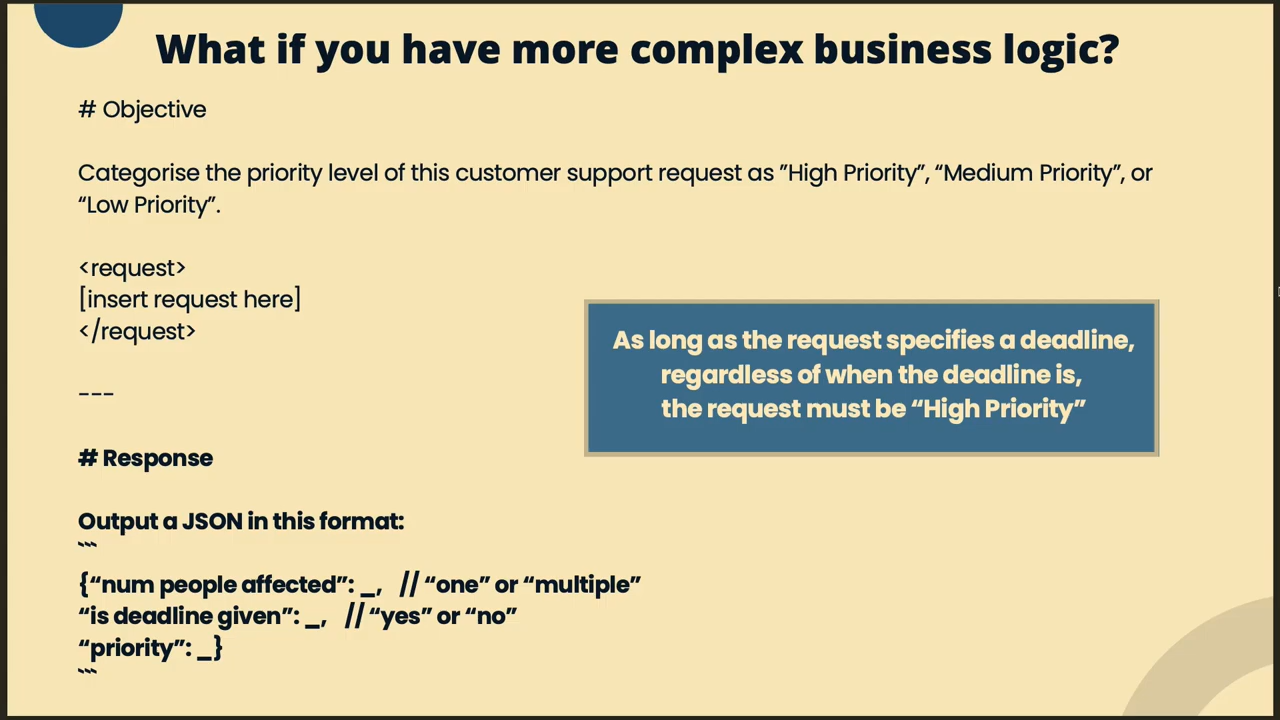 What if you have more complex business logic?
# Objective
Categorise the priority level of this customer support request as ”High Priority”, “Medium Priority”, or
“Low Priority”.
<request>
[insert request here]
</request>
---
# Response
Output a JSON in this format:
```
{“num people affected”: _,   // “one” or “multiple”
“is deadline given”: _,   // “yes” or “no”
“priority”: _}
```
As long as the request specifies a deadline,
regardless of when the deadline is,
the request must be “High Priority”